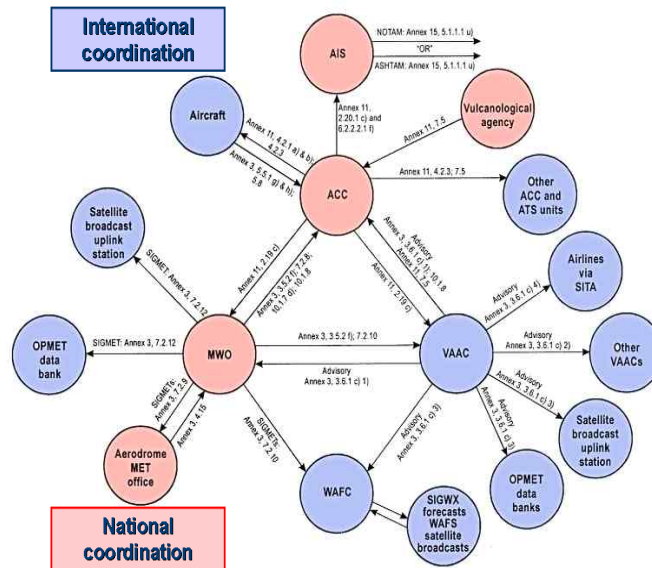 International
coordination
NOTAM: Annex 15, 5.1.1.1 u)
"OR"
ASHTAM: Annex 15, 5.1.1.1 u)
AIS
Aircraft
Annex 11,
2.20.1 c) and
6.2.2.2.1 f)
Vulcanological
agency
Annex 11, 7.5
Annex 11, 4.2.1 a) & b);
4.2.3
Annex 3, 5.5.1 g) & h);
5.8
ACC
Annex 11, 4.2.3; 7.5
Other
ACC and
ATS units
Satellite
broadcast
uplink
station
SIGMET: Annex 3, 7.2.12
Annex 11, 2.19 c)
Annex 3, 3.5.2 f); 7.2.8;
10.1.7 d); 10.1.8
Advisory
Annex 3, 3.6.1 c) 1); 10.1.8
Annex 11, 7.5
Annex 11, 2.19 c)
Airlines
via
SITA
Advisory
Annex 3, 3.6.1 c) 4)
OPMET
data
bank
SIGMET: Annex 3, 7.2.12
MWO
Annex 3, 3.5.2 f); 7.2.10
Advisory
Annex 3, 3.6.1 c) 1)
VAAC
Advisory
Annex 3, 3.6.1 c) 2)
Other
VAACs
SIGMETs:
Annex 3, 7.2.9
Annex 3, 4.15
Advisory
Annex 3, 3.6.1 c) 3)
Satellite
broadcast
uplink
station
Aerodrome
MET
office
SIGMETs:
Annex 3, 7.2.10
Advisory
Annex 3, 3.6.1 c) 3)
Advisory
Annex 3, 3.6.1 c) 3)
OPMET
data
banks
WAFC
SIGWX
forecasts
WAFS
satellite
broadcasts
National
coordination